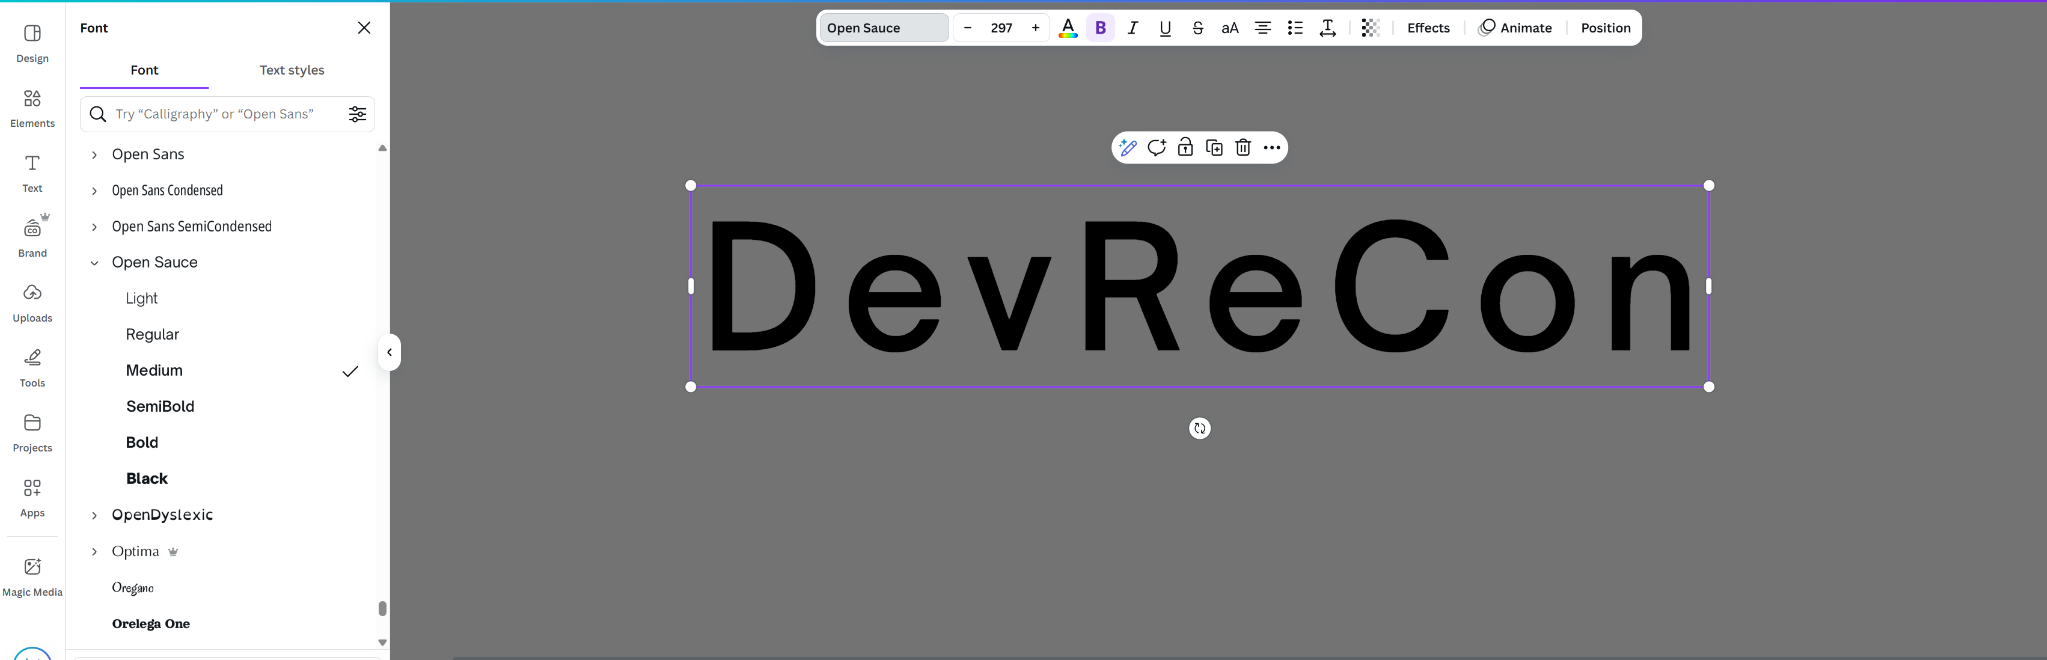 Design
Elements
Text
Brand
Uploads
Tools
Projects
Apps
Magic Media
Font
Font Text styles
Try “Calligraphy” or “Open Sans”
Open Sans
Open Sans Condensed
Open Sans SemiCondensed
Open Sauce
Light
Regular
Medium
SemiBold
Bold
Black
OpenDyslexic
Optima
Oregano
Orelega One
Open Sauce – 297 + A B I U S aA T Effects Animate Position
DevReCon